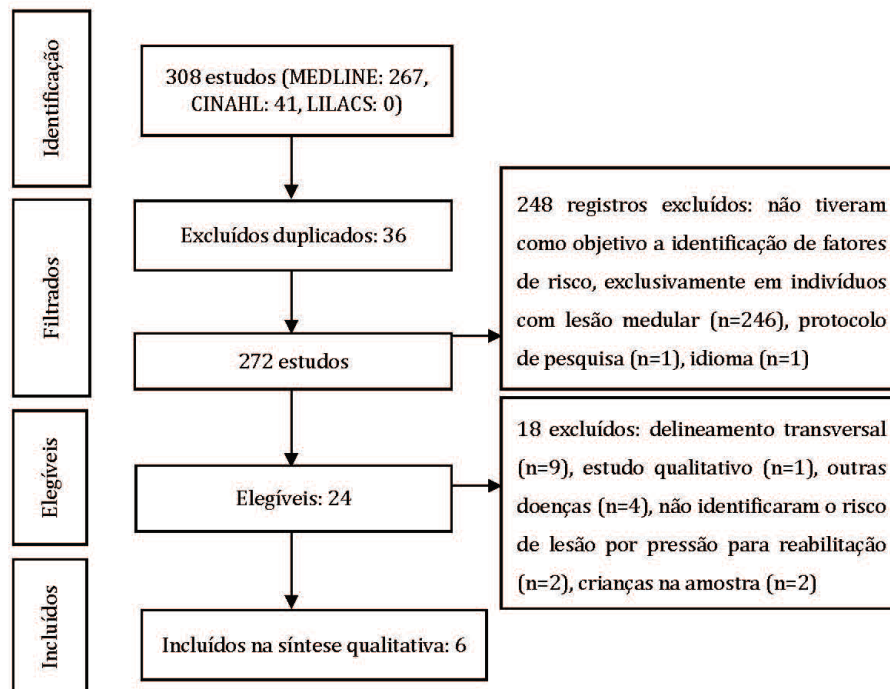 Identificação
308 estudos (MEDLINE: 267,
CINAHL: 41, LILACS: 0)
Filtrados
Excluídos duplicados: 36
272 estudos
248 registros excluídos: não tiveram
como objetivo a identificação de fatores
de risco, exclusivamente em indivíduos
com lesão medular (n=246), protocolo
de pesquisa (n=1), idioma (n=1)
Elegíveis
Elegíveis: 24
18 excluídos: delineamento transversal
(n=9), estudo qualitativo (n=1), outras
doenças (n=4), não identificaram o risco
de lesão por pressão para reabilitação
(n=2), crianças na amostra (n=2)
Incluídos
Incluídos na síntese qualitativa: 6